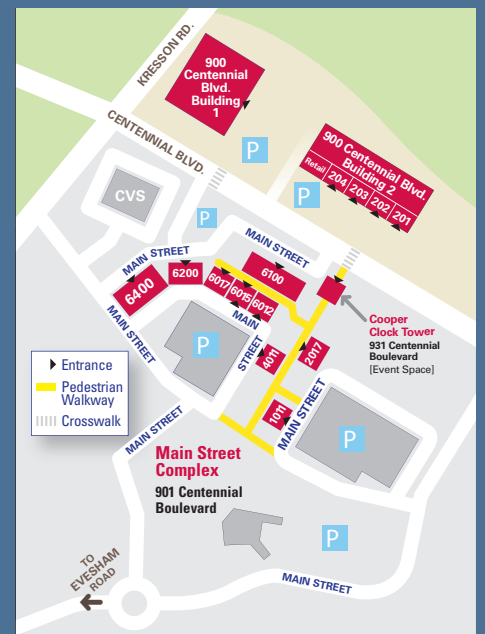 KRESSON RD.
900
Centennial
Blvd.
Building
1
P
CENTENNIAL BLVD.
900 Centennial Blvd.
Building 2
Retail
204
203
202
201
P
CVS
P
MAIN STREET
MAIN STREET
6400
6200
6017
6015
6012
6100
MAIN
STREET
MAIN STREET
P
4011
2017
Cooper
Clock Tower
931 Centennial
Boulevard
[Event Space]
Entrance
Pedestrian
Walkway
Crosswalk
1011
MAIN STREET
P
MAIN STREET
Main Street
Complex
901 Centennial
Boulevard
P
MAIN STREET
TO
EVESHAM
ROAD